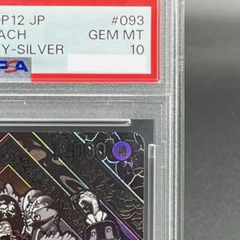 OP12 JP #093
ACH GEM MT
Y-SILVER 10
PSA